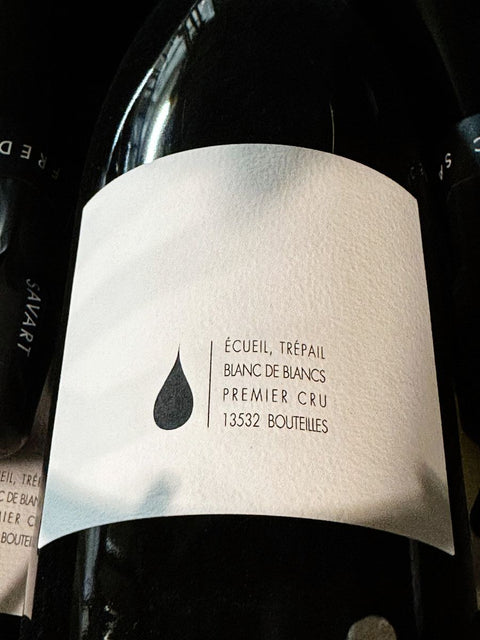 ÉCUEIL, TRÉPAIL
BLANC DE BLANCS
PREMIER CRU
13532 BOUTEILLES
SAVART